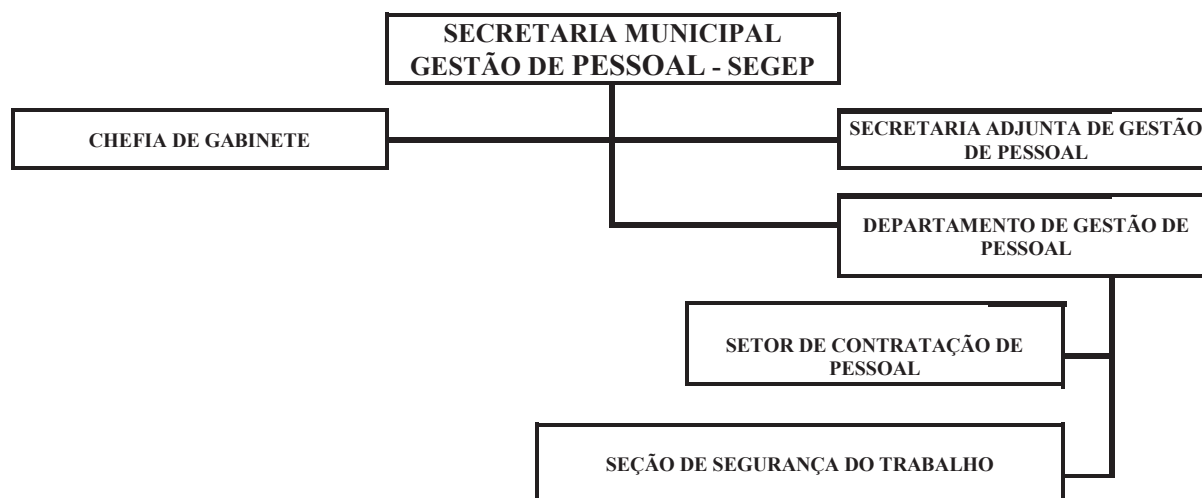 SECRETARIA MUNICIPAL
GESTÃO DE PESSOAL - SEGEP
CHEFIA DE GABINETE
SECRETARIA ADJUNTA DE GESTÃO
DE PESSOAL
DEPARTAMENTO DE GESTÃO DE
PESSOAL
SETOR DE CONTRATAÇÃO DE
PESSOAL
SEÇÃO DE SEGURANÇA DO TRABALHO